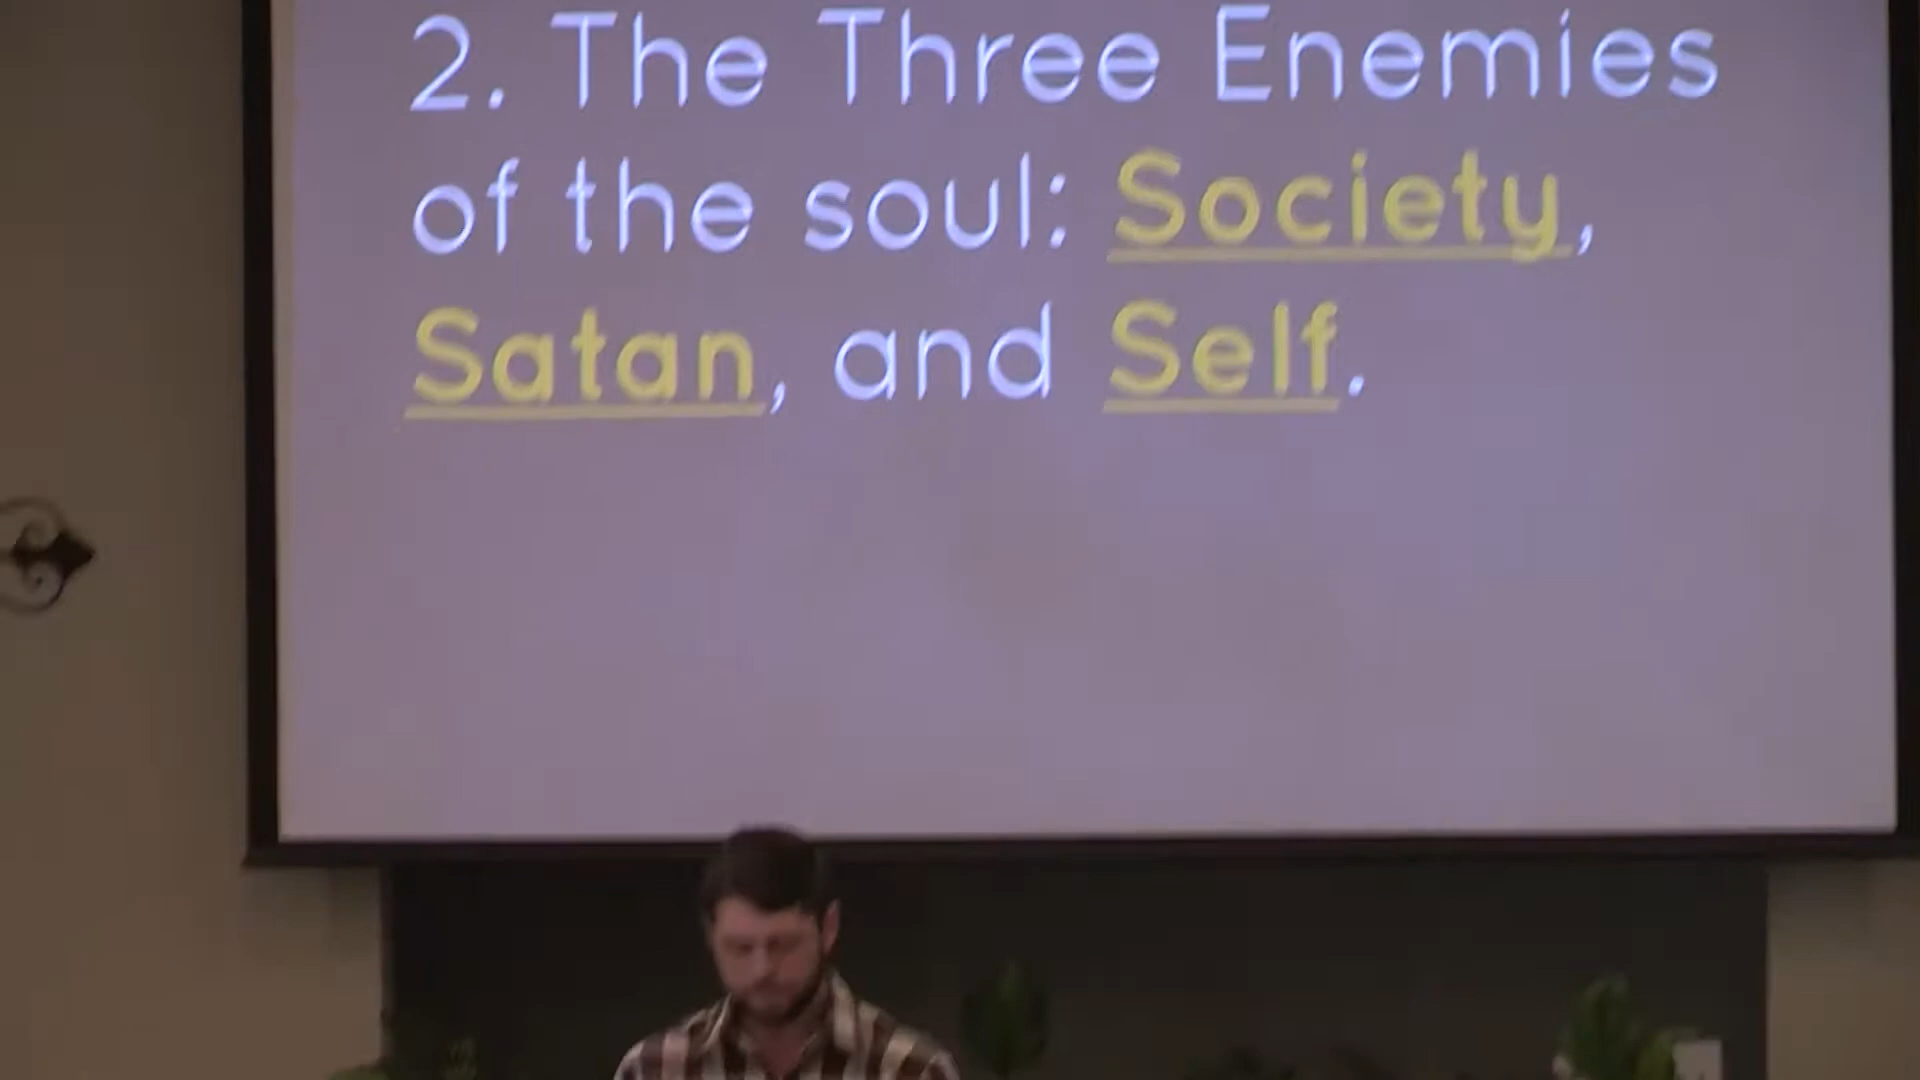 2. The Three Enemies
of the soul: Society,
Satan, and Self.